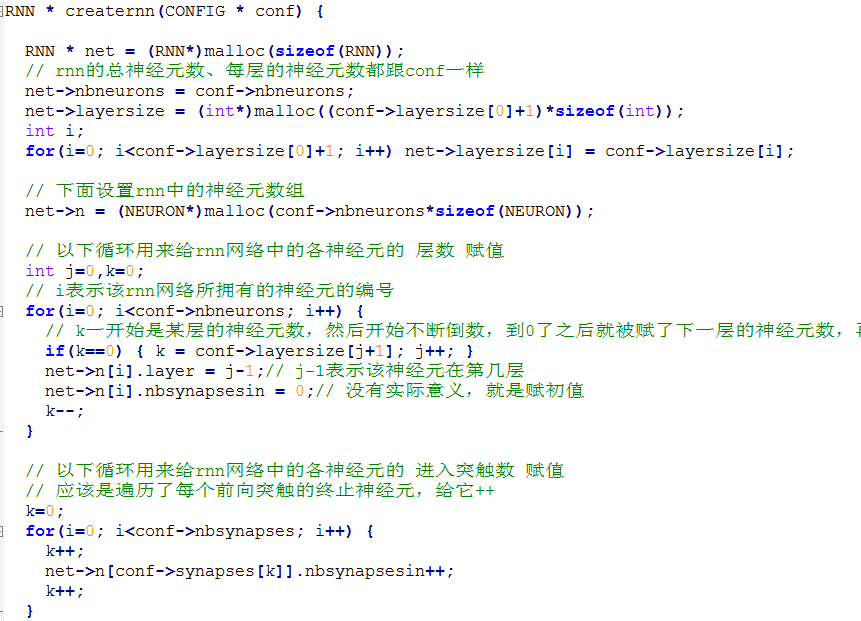 RNN * creaternn(CONFIG * conf) {
RNN * net = (RNN*)malloc(sizeof(RNN));
// rnn的总神经元数、每层的神经元数都跟conf一样
net->nbneurons = conf->nbneurons;
net->layersize = (int*)malloc((conf->layersize[0]+1)*sizeof(int));
int i;
for(i=0; i<conf->layersize[0]+1; i++) net->layersize[i] = conf->layersize[i];
// 下面设置rnn中的神经元数组
net->n = (NEURON*)malloc(conf->nbneurons*sizeof(NEURON));
// 以下循环用来给rnn网络中的各神经元的 层数 赋值
int j=0,k=0;
// i表示该rnn网络所拥有的神经元的编号
for(i=0; i<conf->nbneurons; i++) {
// k一开始是某层的神经元数，然后开始不断倒数，到0了之后就被赋了下一层的神经元数，
if(k==0) { k = conf->layersize[j+1]; j++; }
net->n[i].layer = j-1;// j-1表示该神经元在第几层
net->n[i].nbsynapsesin = 0;// 没有实际意义，就是赋初值
k--;
}
// 以下循环用来给rnn网络中的各神经元的 进入突触数 赋值
// 应该是遍历了每个前向突触的终止神经元，给它++
k=0;
for(i=0; i<conf->nbsynapses; i++) {
k++;
net->n[conf->synapses[k]].nbsynapsesin++;
k++;
}